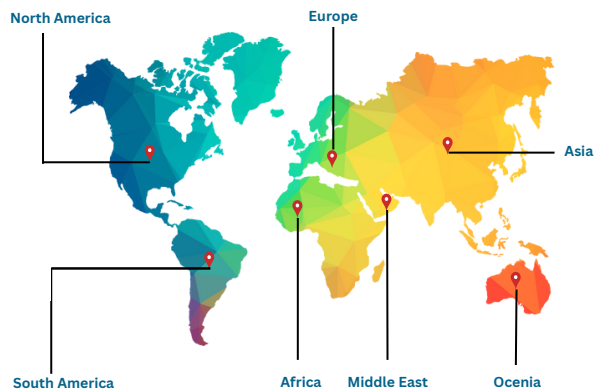 North America
Europe
Asia
South America
Africa
Middle East
Ocenia